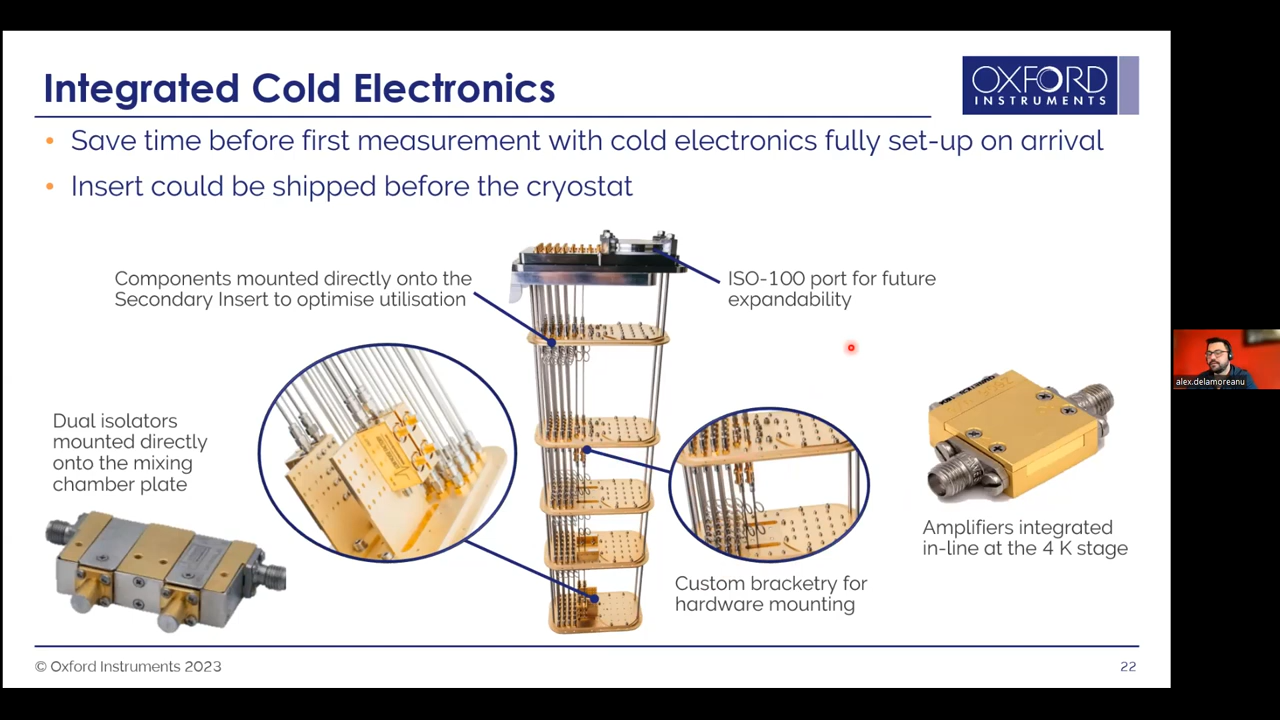 Integrated Cold Electronics
OXFORD
INSTRUMENTS
• Save time before first measurement with cold electronics fully set-up on arrival
• Insert could be shipped before the cryostat
Components mounted directly onto the
Secondary Insert to optimise utilisation
ISO-100 port for future
expandability
Dual isolators
mounted directly
onto the mixing
chamber plate
Amplifiers integrated
in-line at the 4 K stage
Custom bracketry for
hardware mounting
© Oxford Instruments 2023
22
alex.delamoreanu